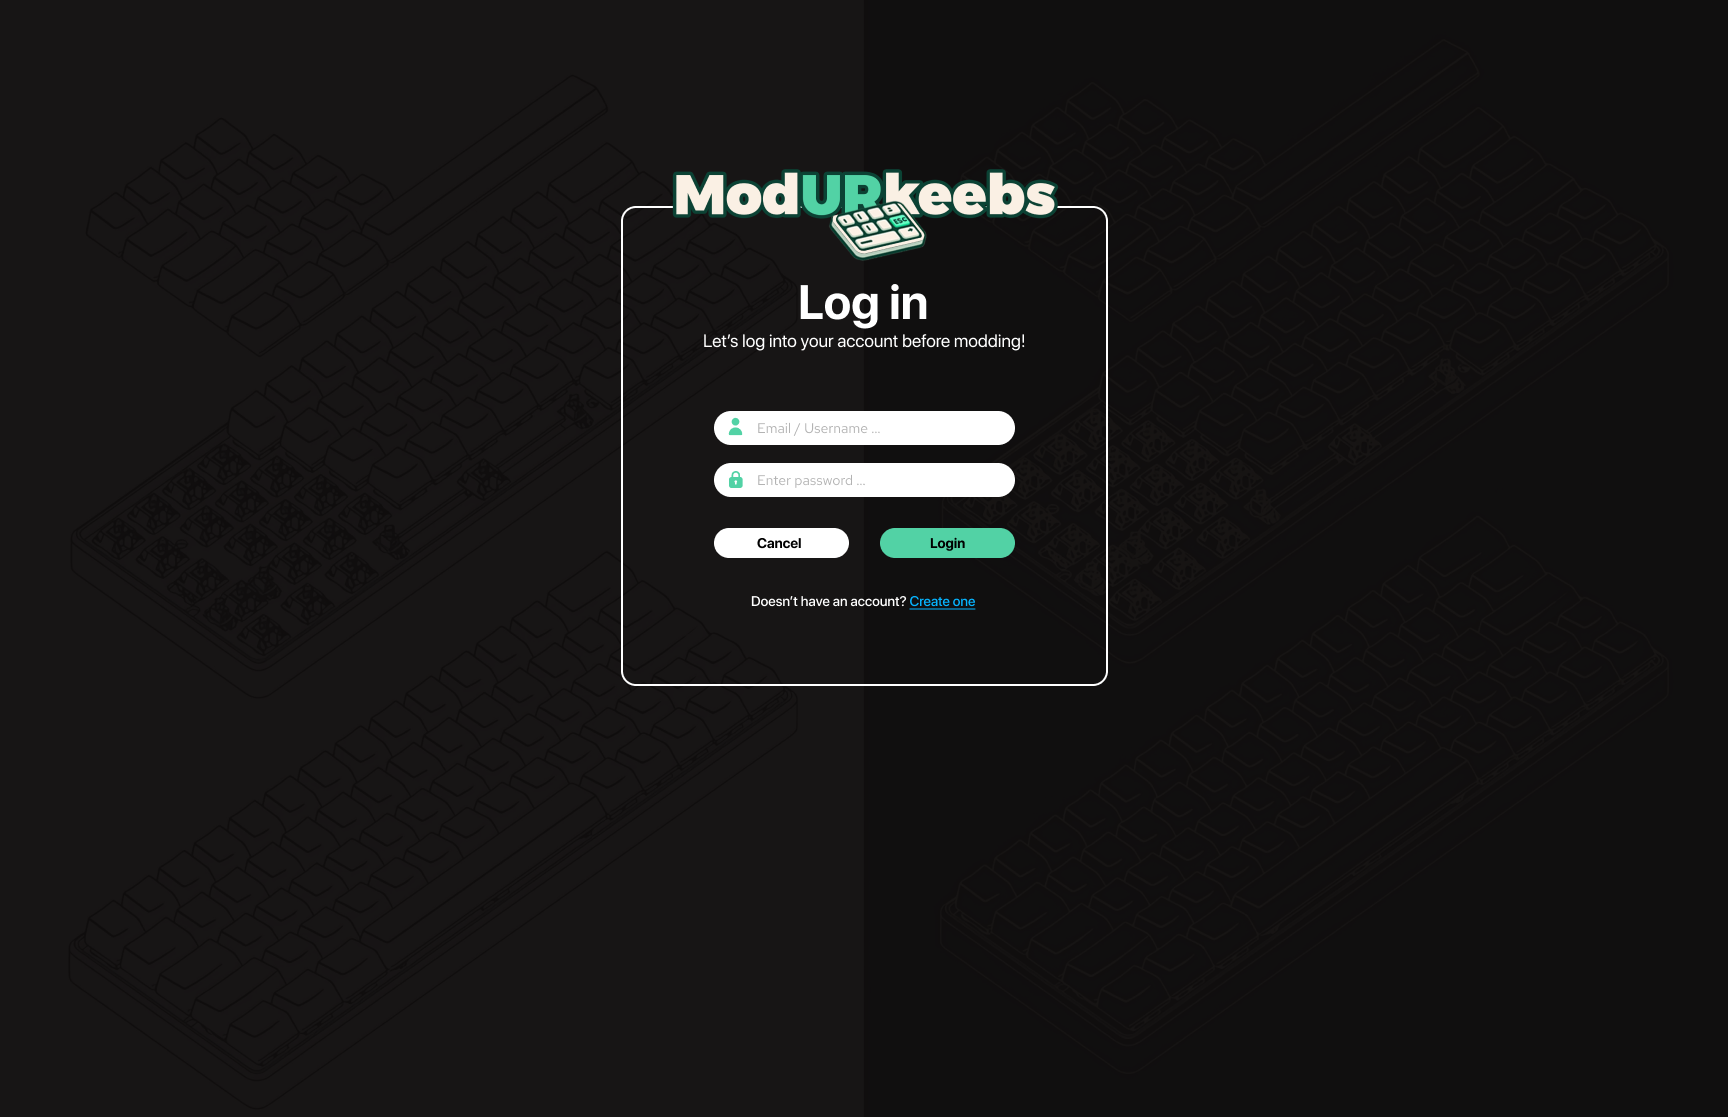 ModURkeebs
ESC
Log in
Let's log into your account before modding!
Email / Username ...
Enter password ...
Cancel
Login
Doesn't have an account? Create one